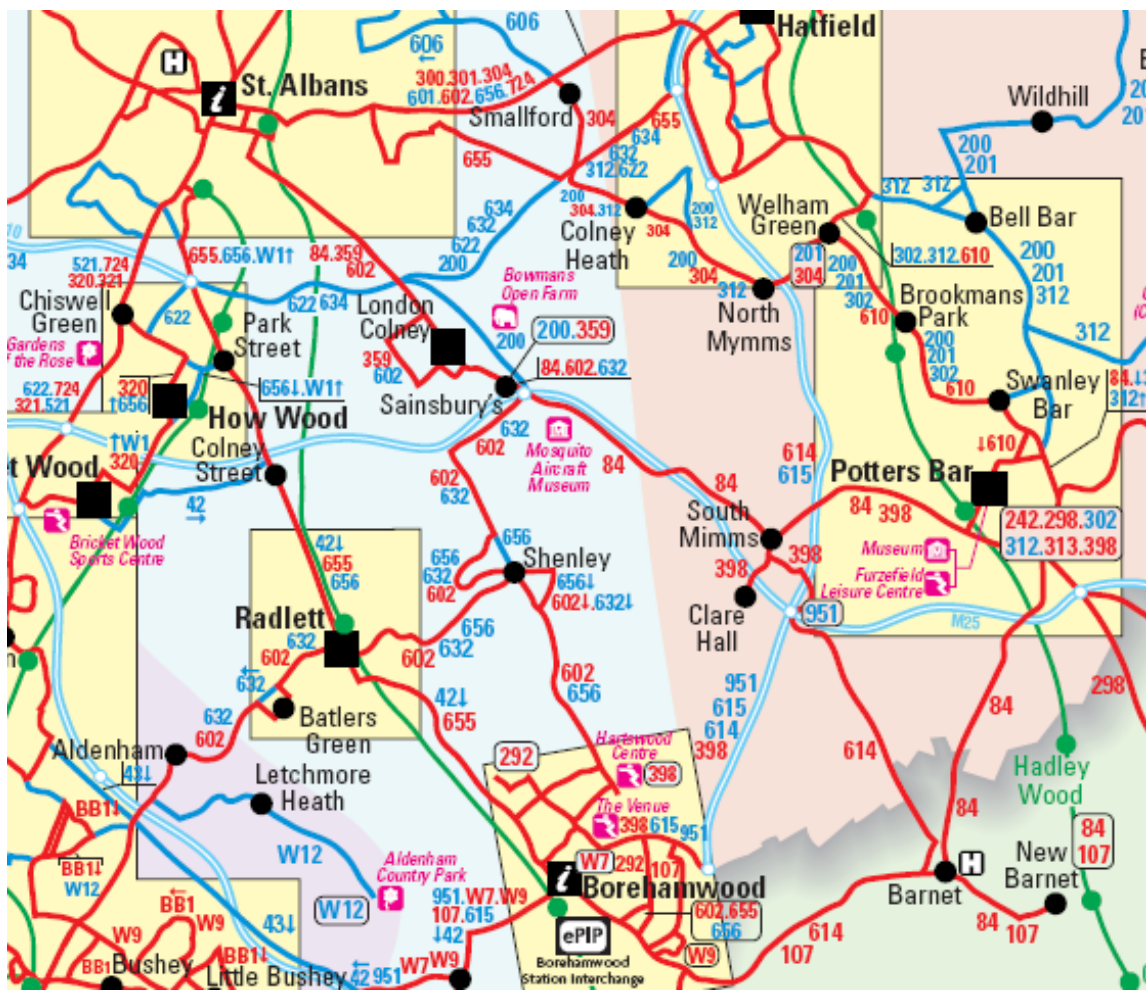 606
Hatfield
606
←
H
St. Albans
i
300.301.304
601.602.656.724
Smallford
304
655
Wildhill
634
632
312.622
655
200
201
312
312
Welham
Green
Bell Bar
200
304.312
Colney
Heath
304
200
312
634
632
622
200
655.656.W1↑
84.359
602
521.724
320.321
10
34
Chiswell
Green
622
622 634
London
Colney
Bowmans
Open Farm
200
200.359
200
304
312
North
Mymms
201
304
200
201
302
610
302.312.610
200
201
312
Brookmans
Park
312
Park
Street
Gardens
of the Rose
359
602
84.602.632
200
201
302
610
Swanley
Bar
622.724
321.521
320
↑656
656↓.W1↑
How Wood
Sainsbury's
632
602
Mosquito
Aircraft
Museum
84
614
615
↓610
312↑
↑W1
320
Colney
Street
602
632
84
Potters Bar
84
398
42
→
Bricket Wood
Sports Centre
South
Mimms
398
398
242.298.302
312.313.398
Museum
Furzefield
Leisure Centre
42↓
655
656
656
Shenley
656
632
602
656↓
602↓.632↓
Clare
Hall
951
M25
Radlett
632
602
602
656
632
602
656
84
298
←
632
42↓
655
951
615
614
398
632
602
Batlers
Green
Aldenham
43↓
Letchmore
Heath
292
Hartswood
Centre
398
614
Hadley
Wood
BB1↓
W12
The Venue
398 615
951
84
84
107
BB1↓
W12
Aldenham
Country Park
W7
292
107
H
New
Barnet
i
Borehamwood
Barnet
←
BB1
W9
W12
951.W7.W9
107.615
↓42
602.655
656
84
107
43↓
ePIP
W9
614
107
W9
BB1↓
BB1
Bushey
Little Bushey
←
42 951
W7
W9
Borehamwood
Station Interchange